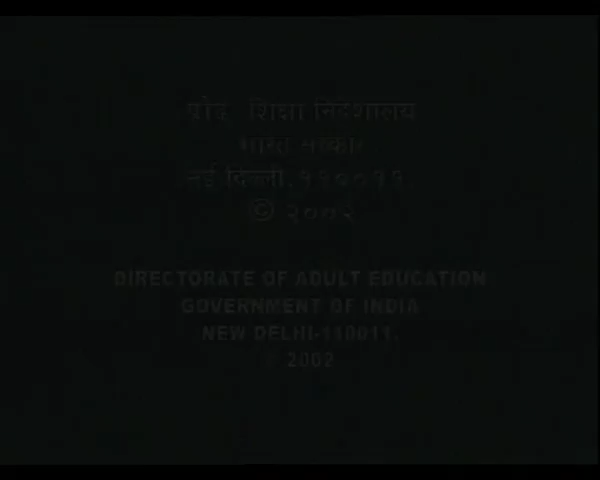 प्रौढ़ शिक्षा निदेशालय
भारत सरकार
नई दिल्ली.११००११.
© २००२
DIRECTORATE OF ADULT EDUCATION
GOVERNMENT OF INDIA
NEW DELHI-110011.
2002